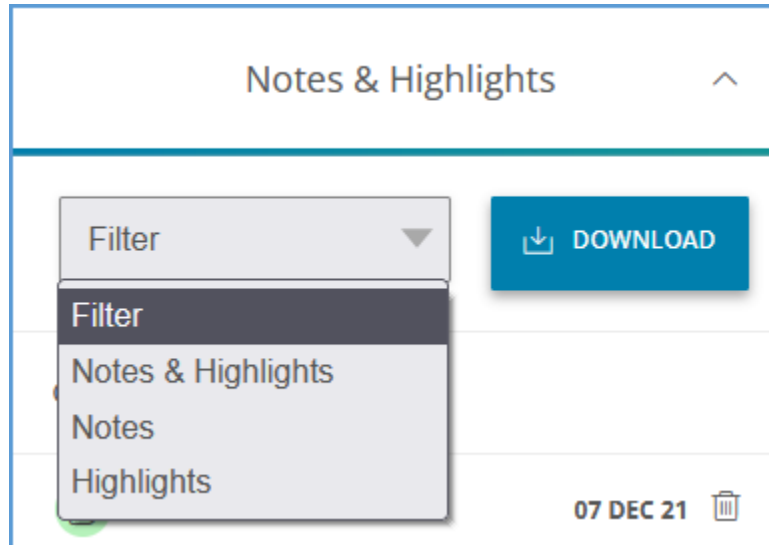 Notes & Highlights
Filter
DOWNLOAD
Filter
Notes & Highlights
Notes
Highlights
07 DEC 21